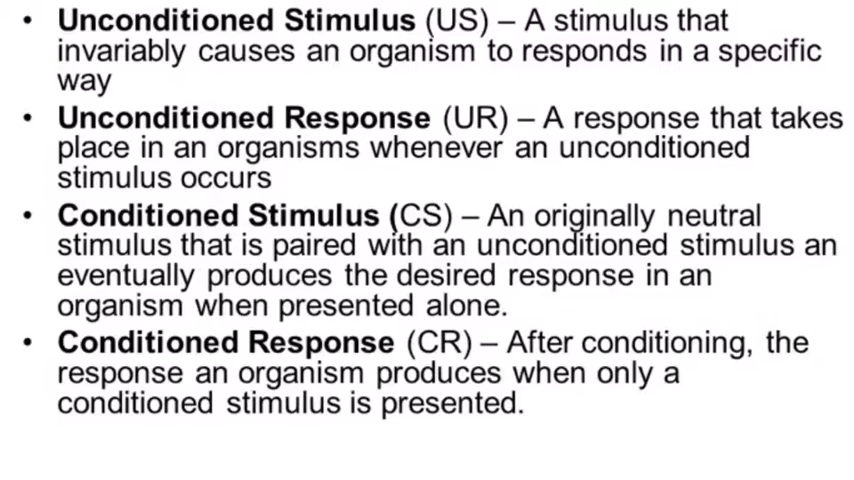 • Unconditioned Stimulus (US) – A stimulus that
invariably causes an organism to responds in a specific
way
• Unconditioned Response (UR) – A response that takes
place in an organisms whenever an unconditioned
stimulus occurs
• Conditioned Stimulus (CS) – An originally neutral
stimulus that is paired with an unconditioned stimulus an
eventually produces the desired response in an
organism when presented alone.
• Conditioned Response (CR) – After conditioning, the
response an organism produces when only a
conditioned stimulus is presented.